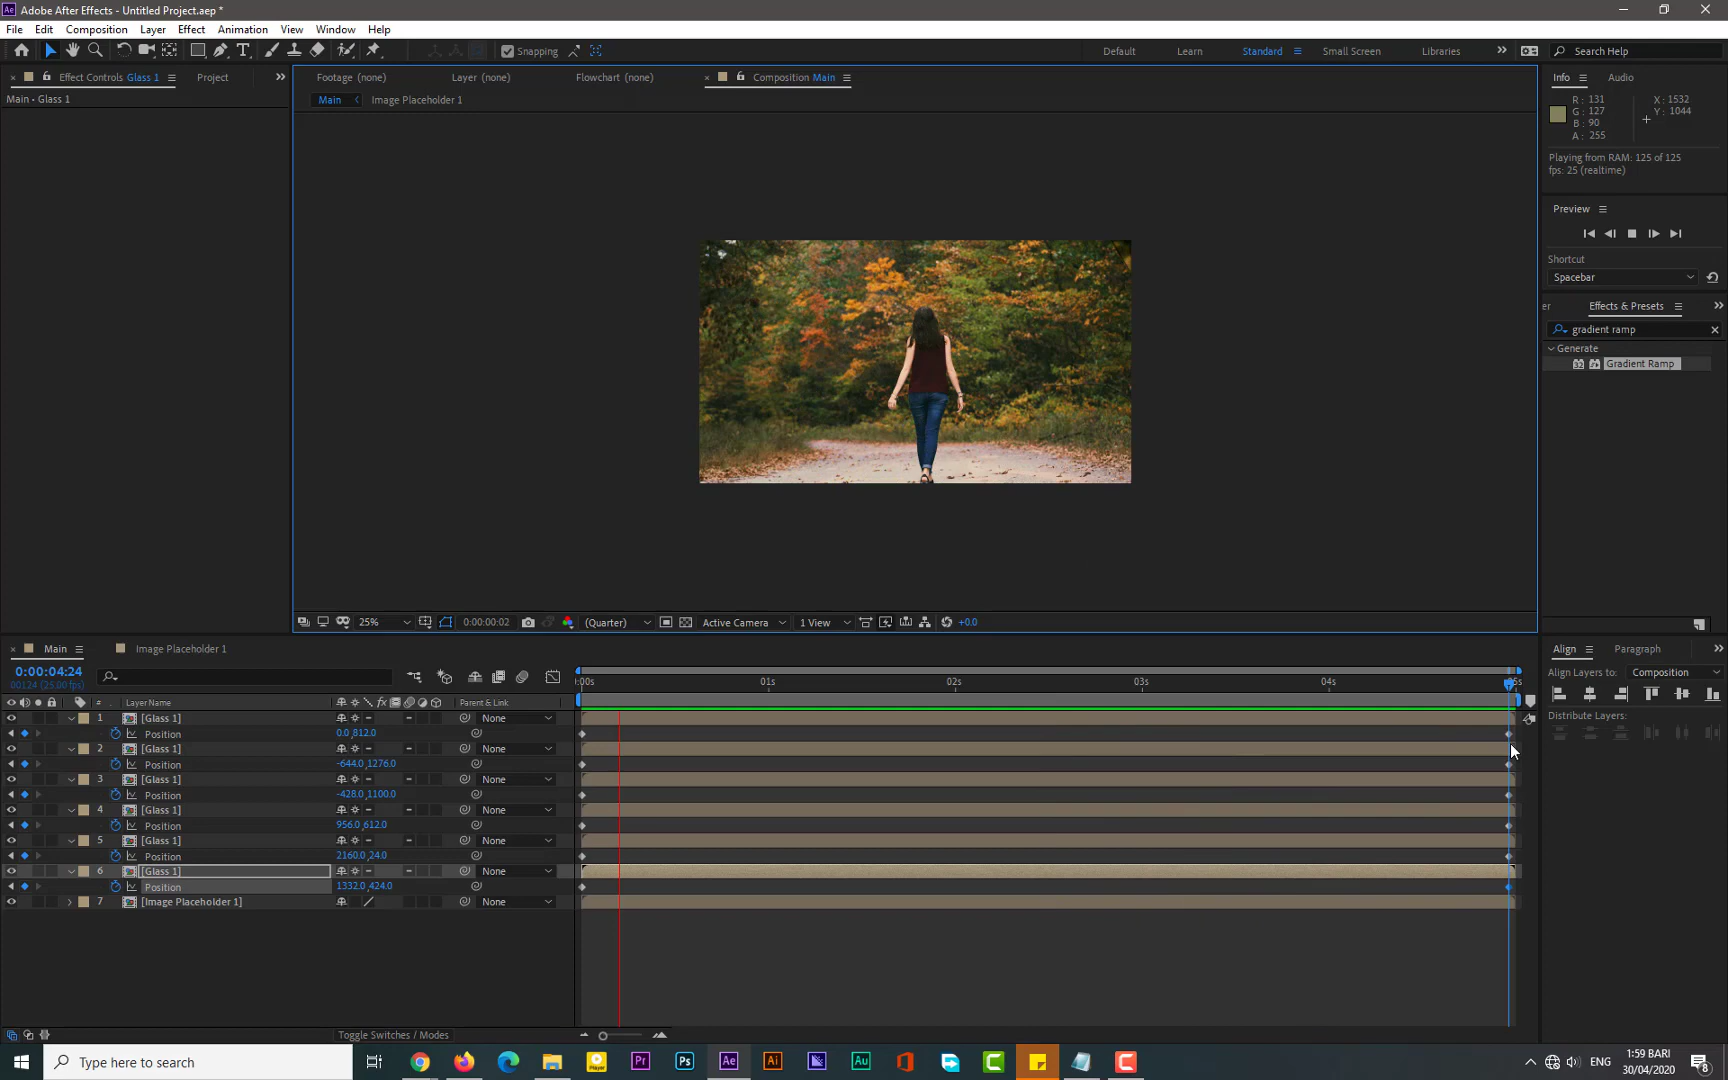 Adobe After Effects - Untitled Project.aep *
File Edit Composition Layer Effect Animation View Window Help
Snapping
Default Learn Standard Small Screen Libraries
Search Help
Effect Controls Glass 1
Project
Main - Glass 1
Footage (none) Layer (none) Flowchart (none) Composition Main
Main Image Placeholder 1
Info Audio
R : 131
G : 127
B : 90
A : 255
X : 1532
Y : 1044
Playing from RAM: 125 of 125
fps: 25 (realtime)
Preview
Shortcut
Spacebar
er Effects & Presets
gradient ramp
Generate
32 Gradient Ramp
25% 0:00:00:02 (Quarter) Active Camera 1 View +0.0
Main Image Placeholder 1
0:00:04:24
00124 (25.00 fps)
:00s 01s 02s 03s 04s 05s
# Layer Name Parent & Link
1 [Glass 1] None
Position 0.0,812.0
2 [Glass 1] None
Position -644.0,1276.0
3 [Glass 1] None
Position -428.0,1100.0
4 [Glass 1] None
Position 956.0,612.0
5 [Glass 1] None
Position 2160.0,24.0
6 [Glass 1] None
Position 1332.0,424.0
7 [Image Placeholder 1] None
Toggle Switches / Modes
Align Paragraph
Align Layers to: Composition
Distribute Layers:
Type here to search
Player
Pr Ps Ae Ai Au
ENG
1:59 BARI
30/04/2020
8